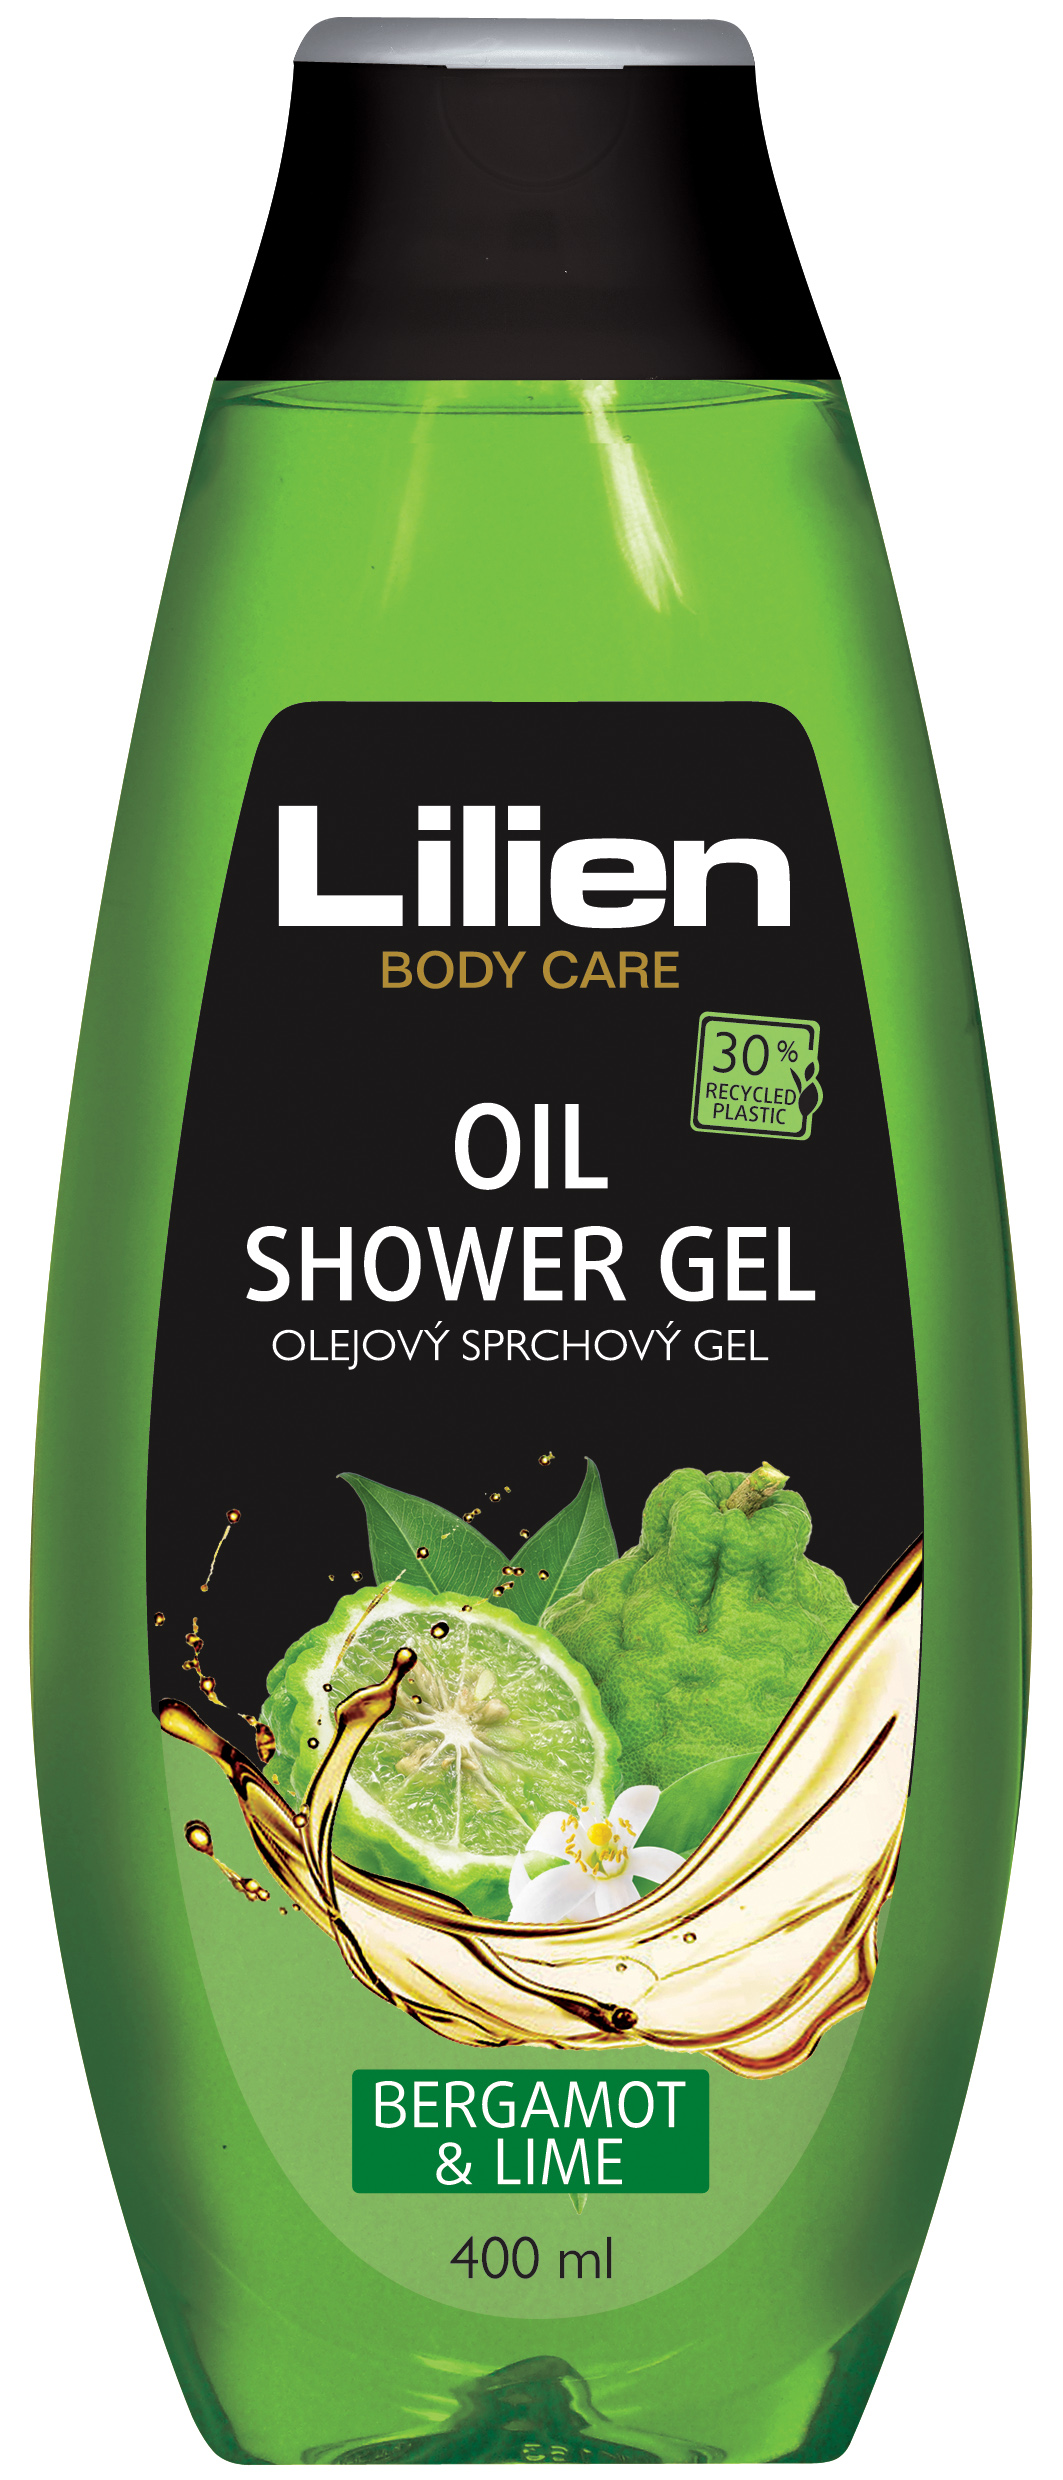 Lilien
BODY CARE
30%
RECYCLED
PLASTIC
OIL
SHOWER GEL
OLEJOVÝ SPRCHOVÝ GEL
BERGAMOT
& LIME
400 ml